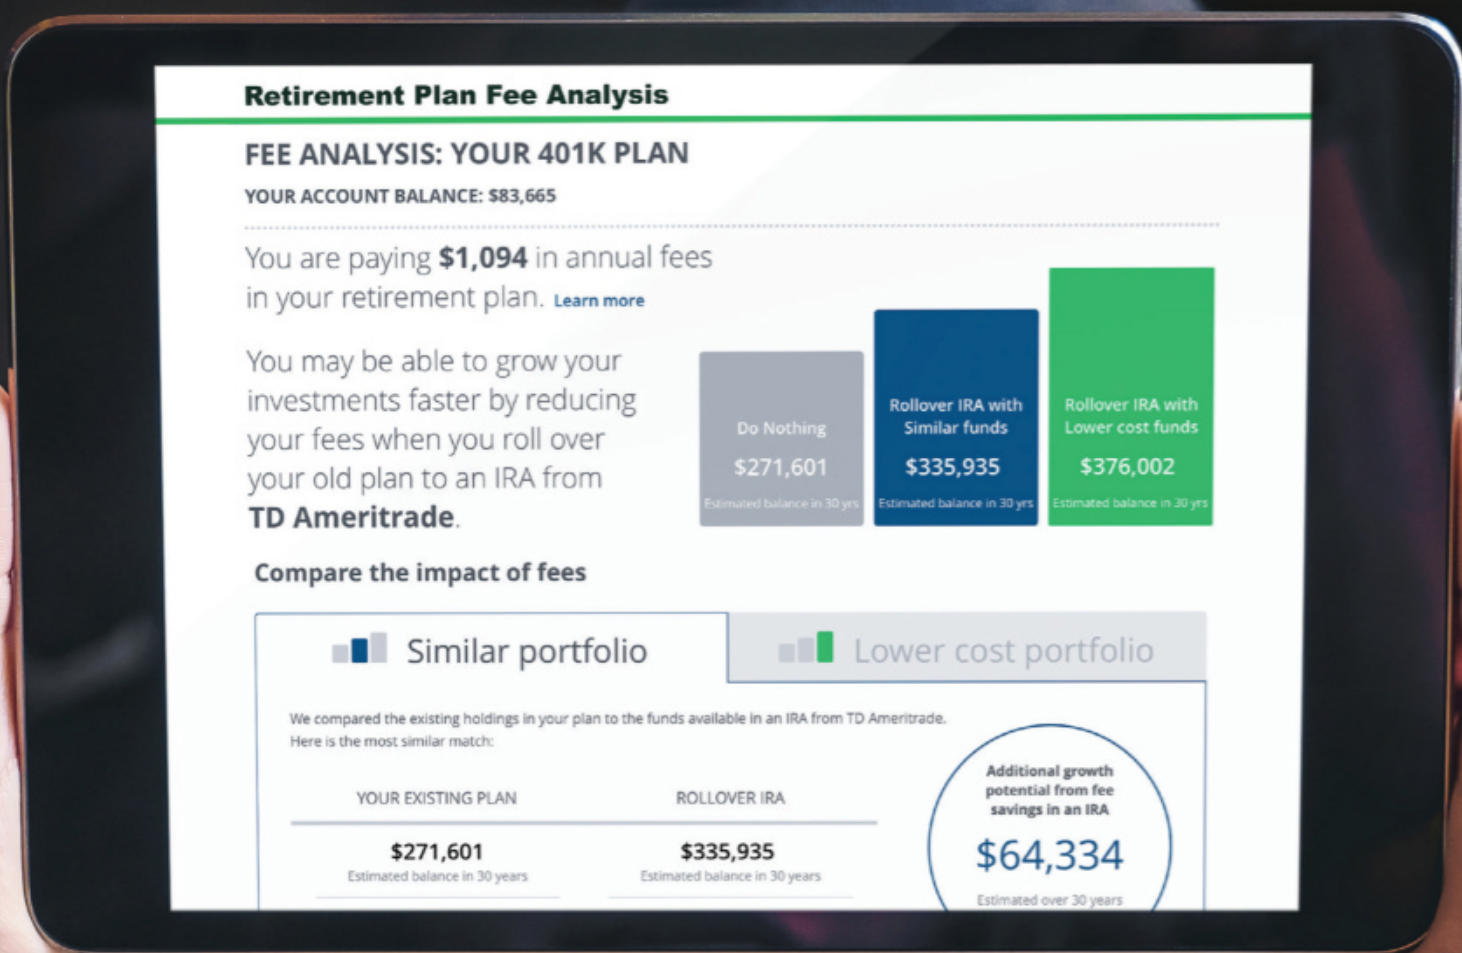 Retirement Plan Fee Analysis
FEE ANALYSIS: YOUR 401K PLAN
YOUR ACCOUNT BALANCE: $83,665
You are paying $1,094 in annual fees
in your retirement plan. Learn more
You may be able to grow your
investments faster by reducing
your fees when you roll over
your old plan to an IRA from
TD Ameritrade.
Do Nothing
$271,601
Estimated balance in 30 yrs
Rollover IRA with
Similar funds
$335,935
Estimated balance in 30 yrs
Rollover IRA with
Lower cost funds
$376,002
Estimated balance in 30 yrs
Compare the impact of fees
Similar portfolio
Lower cost portfolio
We compared the existing holdings in your plan to the funds available in an IRA from TD Ameritrade.
Here is the most similar match:
YOUR EXISTING PLAN
$271,601
Estimated balance in 30 years
ROLLOVER IRA
$335,935
Estimated balance in 30 years
Additional growth
potential from fee
savings in an IRA
$64,334
Estimated over 30 years